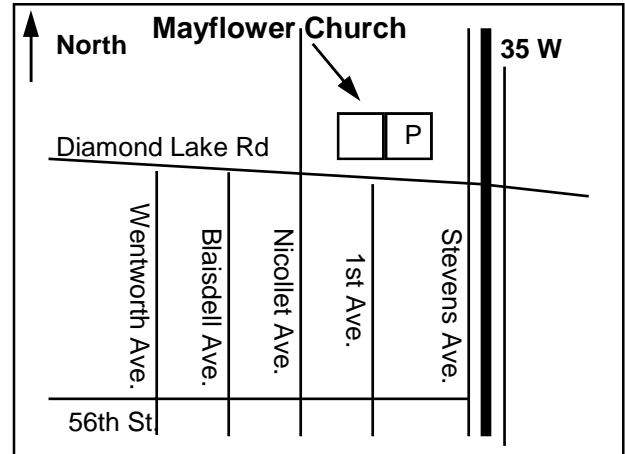 Mayflower Church
North
35 W
P
Diamond Lake Rd
Wentworth Ave.
Blaisdell Ave.
Nicollet Ave.
1st Ave.
Stevens Ave.
56th St.